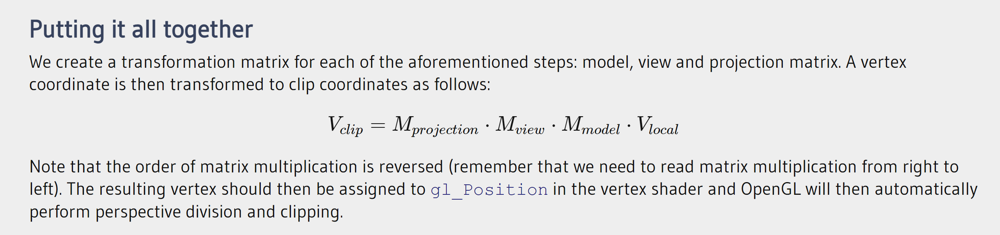 Putting it all together
We create a transformation matrix for each of the aforementioned steps: model, view and projection matrix. A vertex
coordinate is then transformed to clip coordinates as follows:
V_{clip} = M_{projection} · M_{view} · M_{model} · V_{local}
Note that the order of matrix multiplication is reversed (remember that we need to read matrix multiplication from right to
left). The resulting vertex should then be assigned to gl_Position in the vertex shader and OpenGL will then automatically
perform perspective division and clipping.